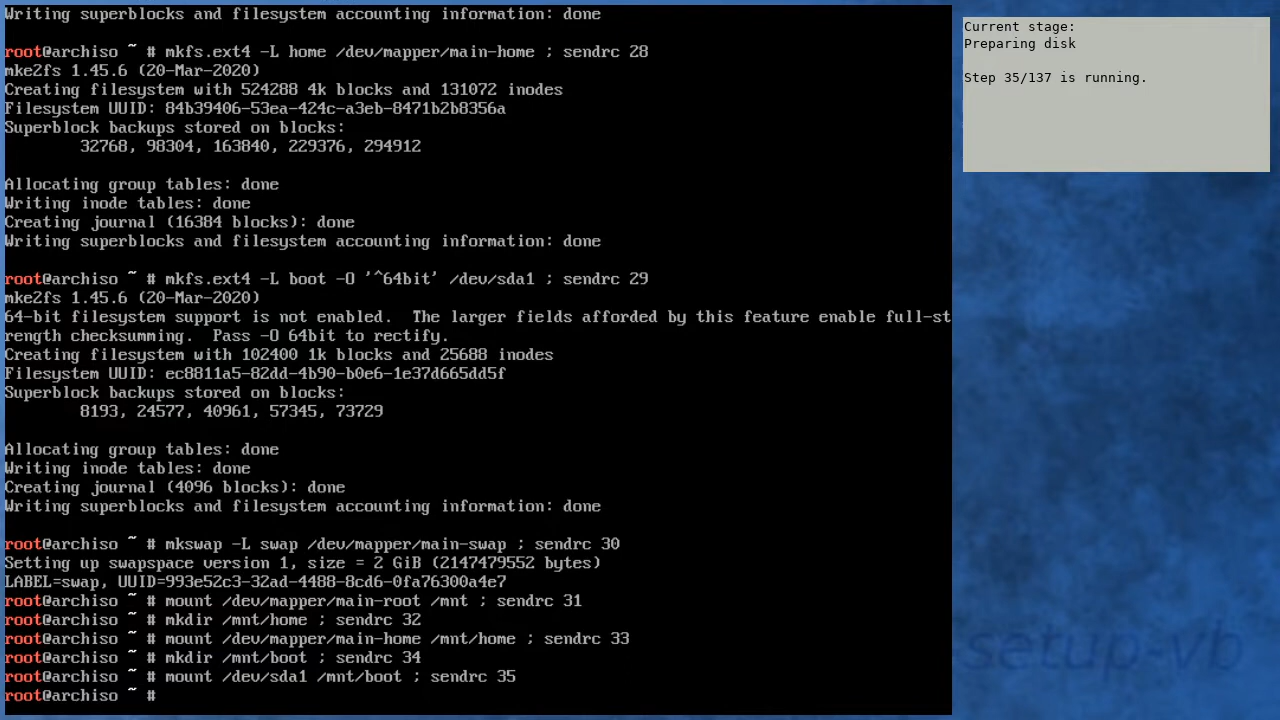 Writing superblocks and filesystem accounting information: done
root@archiso ~ # mkfs.ext4 -L home /dev/mapper/main-home ; sendrc 28
mke2fs 1.45.6 (20-Mar-2020)
Creating filesystem with 524288 4k blocks and 131072 inodes
Filesystem UUID: 84b39406-53ea-424c-a3eb-8471b2b8356a
Superblock backups stored on blocks:
32768, 98304, 163840, 229376, 294912
Allocating group tables: done
Writing inode tables: done
Creating journal (16384 blocks): done
Writing superblocks and filesystem accounting information: done
root@archiso ~ # mkfs.ext4 -L boot -O '^64bit' /dev/sda1 ; sendrc 29
mke2fs 1.45.6 (20-Mar-2020)
64-bit filesystem support is not enabled.  The larger fields afforded by this feature enable full-st
rength checksumming.  Pass -O 64bit to rectify.
Creating filesystem with 102400 1k blocks and 25688 inodes
Filesystem UUID: ec8811a5-82dd-4b90-b0e6-1e37d665dd5f
Superblock backups stored on blocks:
8193, 24577, 40961, 57345, 73729
Allocating group tables: done
Writing inode tables: done
Creating journal (4096 blocks): done
Writing superblocks and filesystem accounting information: done
root@archiso ~ # mkswap -L swap /dev/mapper/main-swap ; sendrc 30
Setting up swapspace version 1, size = 2 GiB (2147479552 bytes)
LABEL=swap, UUID=993e52c3-32ad-4488-8cd6-0fa76300a4e7
root@archiso ~ # mount /dev/mapper/main-root /mnt ; sendrc 31
root@archiso ~ # mkdir /mnt/home ; sendrc 32
root@archiso ~ # mount /dev/mapper/main-home /mnt/home ; sendrc 33
root@archiso ~ # mkdir /mnt/boot ; sendrc 34
root@archiso ~ # mount /dev/sda1 /mnt/boot ; sendrc 35
root@archiso ~ #
Current stage:
Preparing disk
Step 35/137 is running.
setup-vb